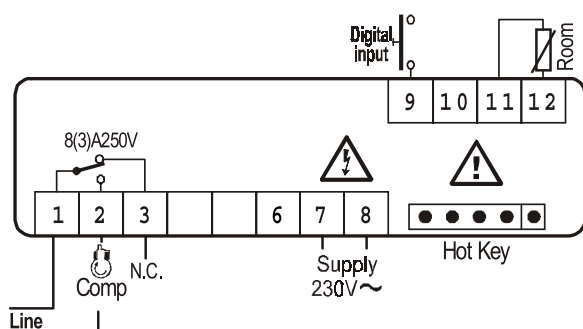 Digital
input
Room
9 10 11 12
8(3)A250V
1 2 3 6 7 8
Comp
N.C.
Supply
230V~
Hot Key
Line